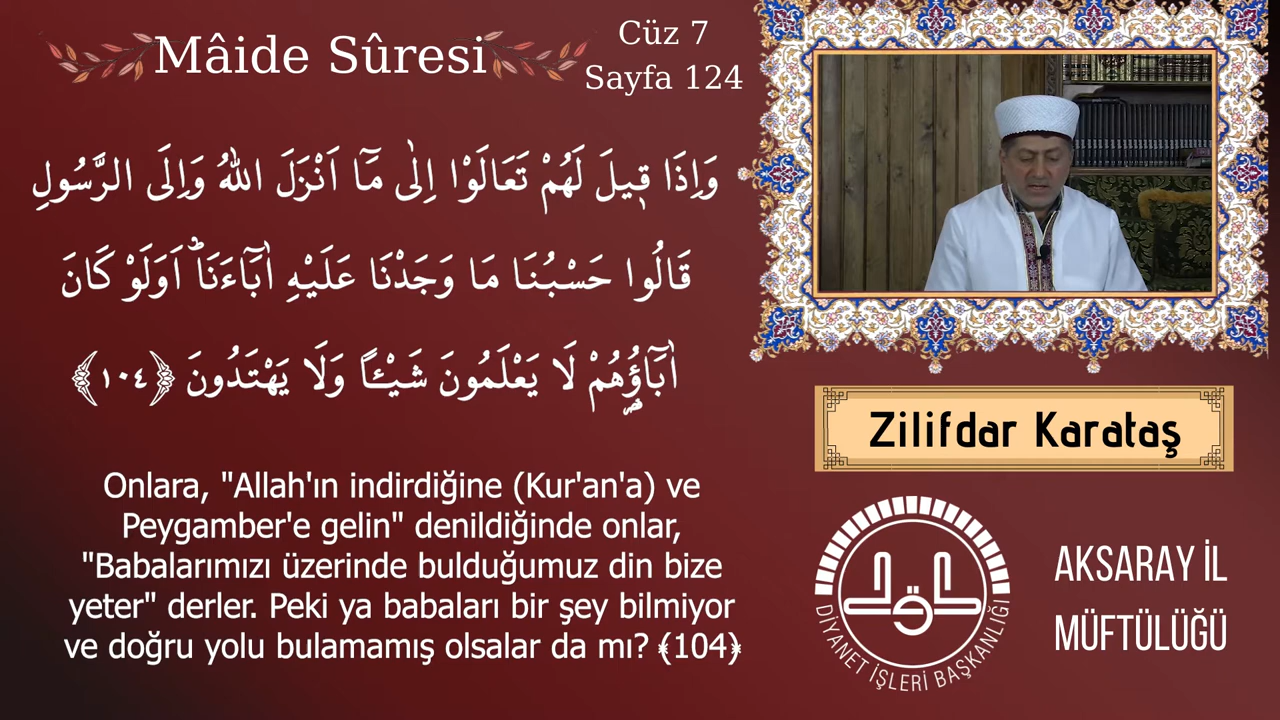 Mâide Sûresi
Cüz 7
Sayfa 124
وَاِذَا ق۪يلَ لَهُمْ تَعَالَوْا اِلٰى مَٓا اَنْزَلَ اللّٰهُ وَاِلَى الرَّسُولِ
قَالُوا حَسْبُنَا مَا وَجَدْنَا عَلَيْهِ اٰبَٓاءَنَاۜ اَوَلَوْ كَانَ
اٰبَٓاؤُ۬هُمْ لَا يَعْلَمُونَ شَيْـًٔا وَلَا يَهْتَدُونَ ﴿١٠٤﴾
Onlara, "Allah'ın indirdiğine (Kur'an'a) ve
Peygamber'e gelin" denildiğinde onlar,
"Babalarımızı üzerinde bulduğumuz din bize
yeter" derler. Peki ya babaları bir şey bilmiyor
ve doğru yolu bulamamış olsalar da mı? ﴾104﴿
Zilifdar Karataş
DİYANET İŞLERİ BAŞKANLIĞI
AKSARAY İL
MÜFTÜLÜĞÜ